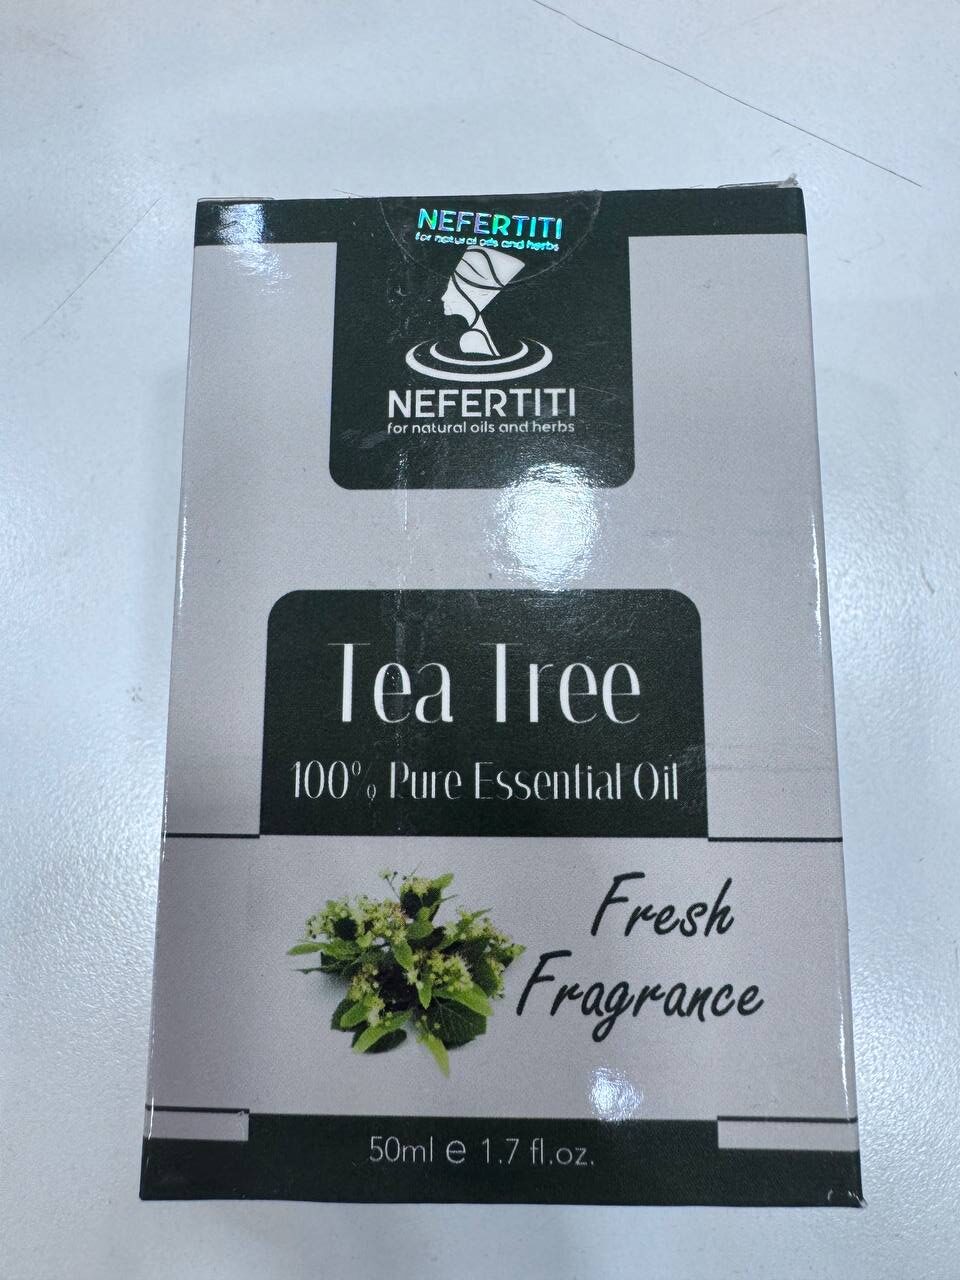 NEFERTITI
for natural oils and herbs
NEFERTITI
for natural oils and herbs
Tea Tree
100% Pure Essential Oil
Fresh
Fragrance
50ml e 1.7 fl.oz.